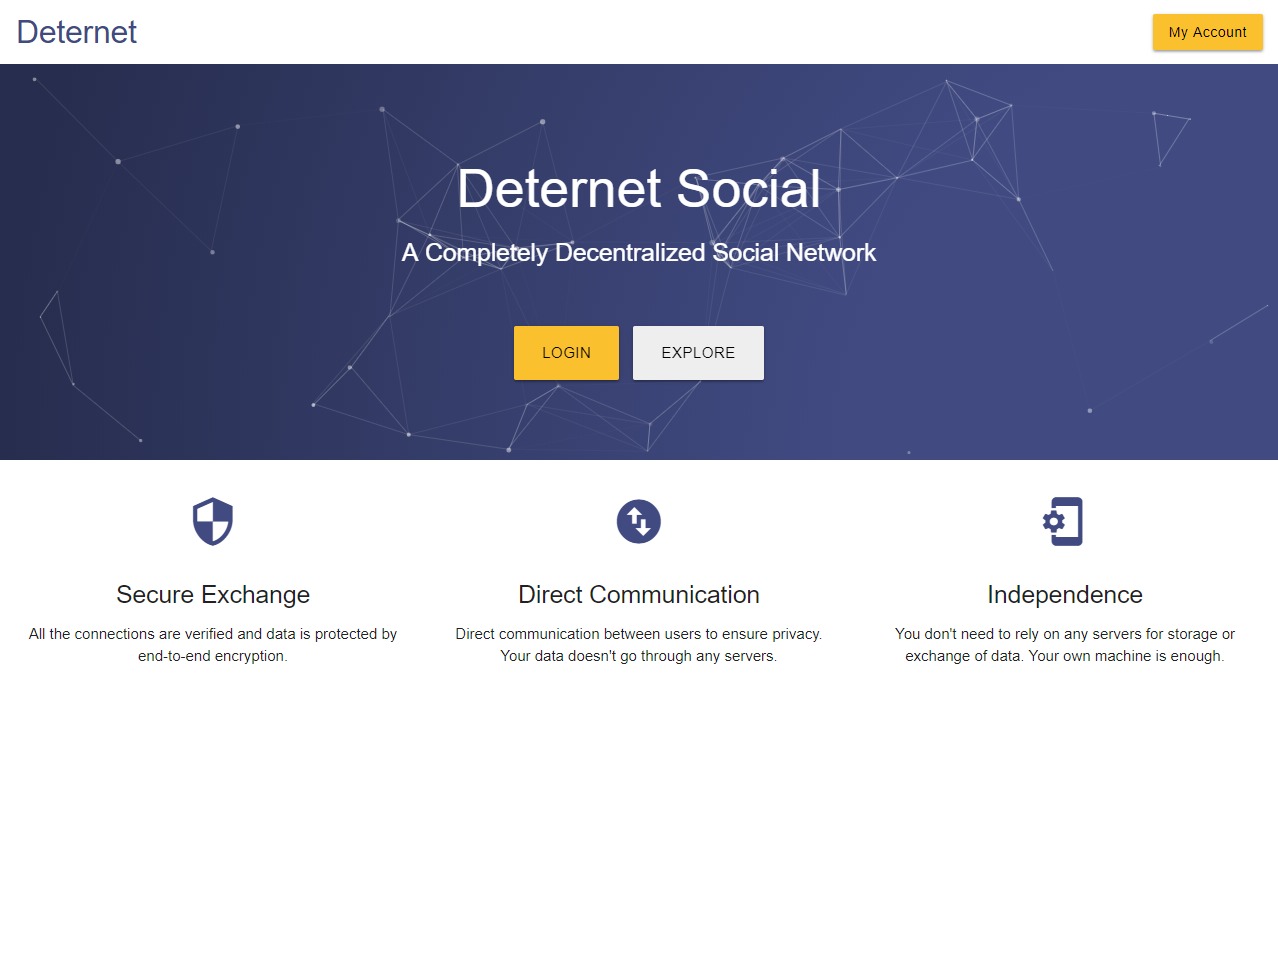 Deternet
My Account
Deternet Social
A Completely Decentralized Social Network
LOGIN
EXPLORE
Secure Exchange
All the connections are verified and data is protected by
end-to-end encryption.
Direct Communication
Direct communication between users to ensure privacy.
Your data doesn't go through any servers.
Independence
You don't need to rely on any servers for storage or
exchange of data. Your own machine is enough.